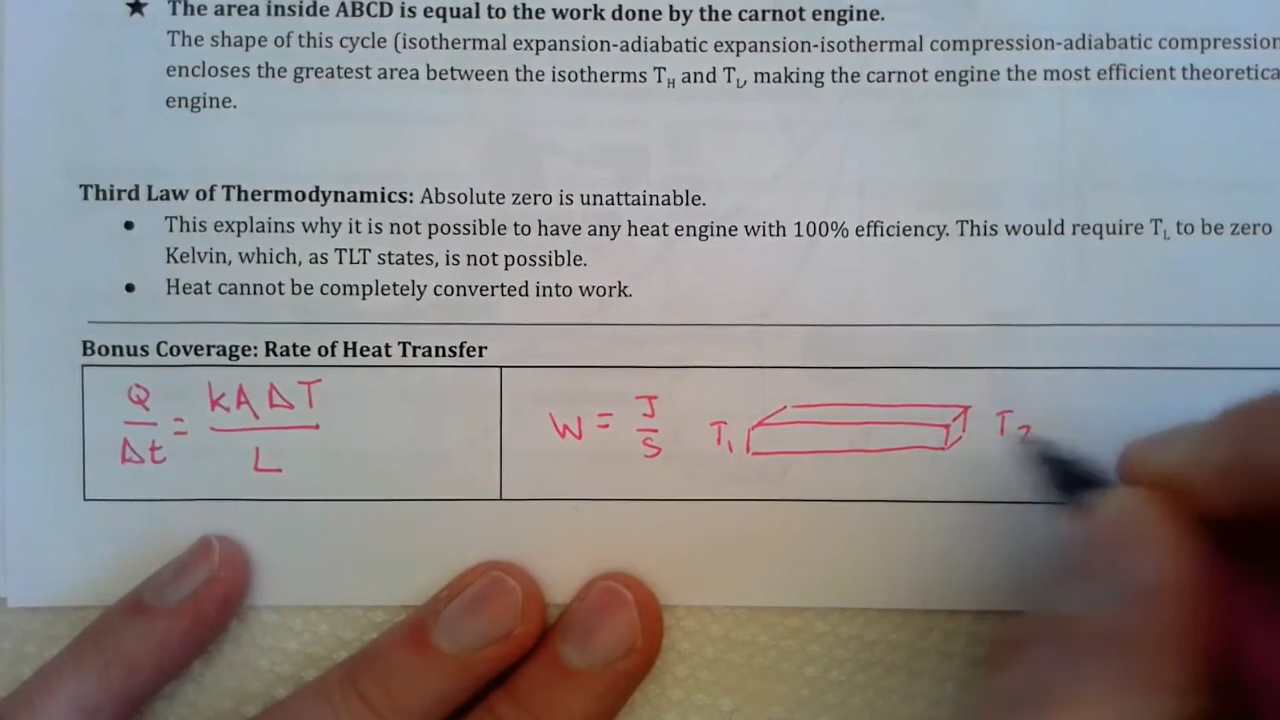 ★ The area inside ABCD is equal to the work done by the carnot engine.
The shape of this cycle (isothermal expansion-adiabatic expansion-isothermal compression-adiabatic compression
encloses the greatest area between the isotherms T_H and T_L, making the carnot engine the most efficient theoretica
engine.
Third Law of Thermodynamics: Absolute zero is unattainable.
• This explains why it is not possible to have any heat engine with 100% efficiency. This would require T_L to be zero
Kelvin, which, as TLT states, is not possible.
• Heat cannot be completely converted into work.
Bonus Coverage: Rate of Heat Transfer
Q/Δt = kAΔT/L
W = J/S
T₁
T₂